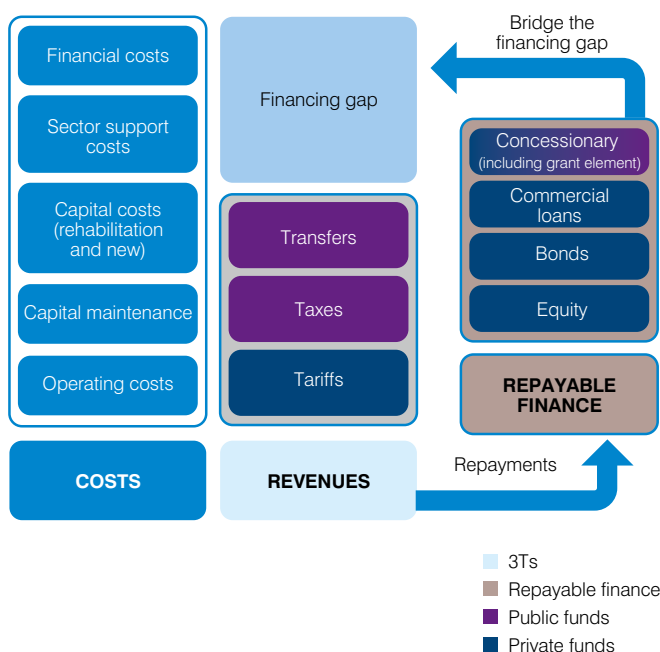 Financial costs
Sector support
costs
Capital costs
(rehabilitation
and new)
Capital maintenance
Operating costs
COSTS
Financing gap
Transfers
Taxes
Tariffs
REVENUES
Bridge the
financing gap
Concessionary
(including grant element)
Commercial
loans
Bonds
Equity
REPAYABLE
FINANCE
Repayments
3Ts
Repayable finance
Public funds
Private funds